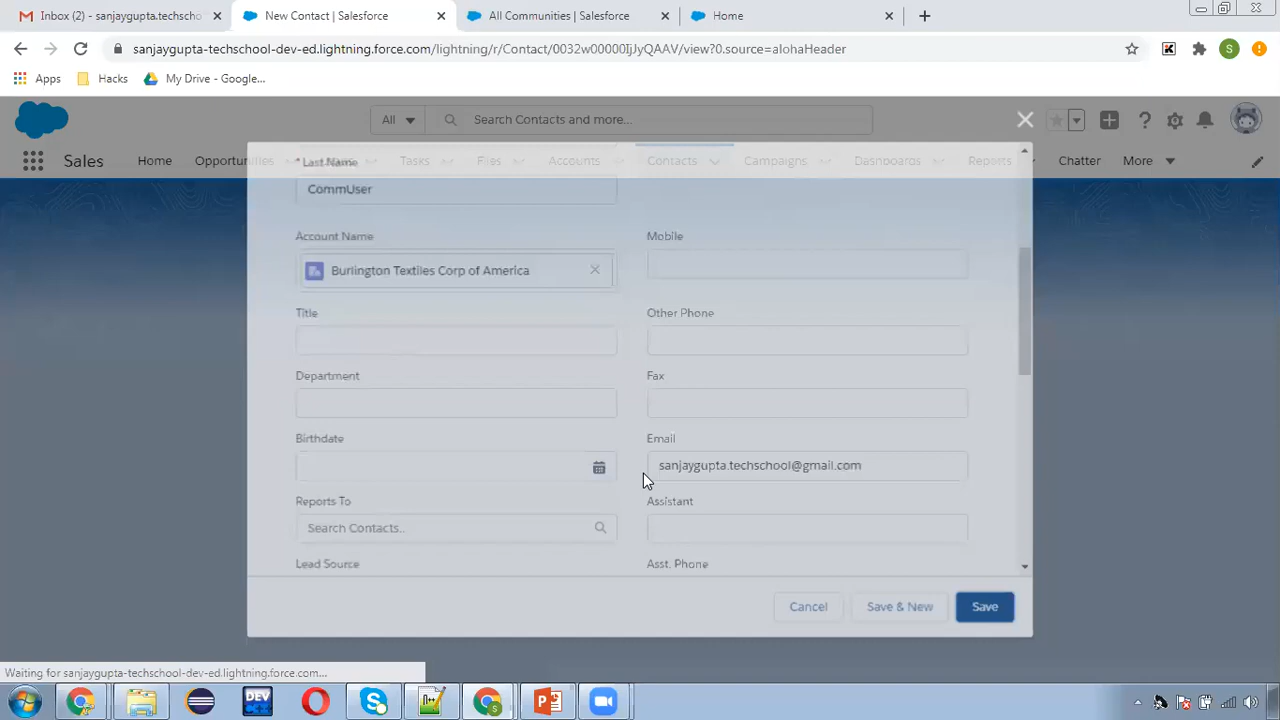 Inbox (2) - sanjaygupta.techscho
New Contact | Salesforce
All Communities | Salesforce
Home
sanjaygupta-techschool-dev-ed.lightning.force.com/lightning/r/Contact/0032w00000IjJyQAAV/view?0.source=alohaHeader
S
Apps
Hacks
My Drive - Google...
All
Search Contacts and more...
Sales
Home
Opportunities
Tasks
Files
Accounts
Contacts
Campaigns
Dashboards
Reports
Chatter
More
* Last Name
CommUser
Account Name
Mobile
Burlington Textiles Corp of America
Title
Other Phone
Department
Fax
Birthdate
Email
sanjaygupta.techschool@gmail.com
Reports To
Assistant
Search Contacts..
Lead Source
Asst. Phone
Cancel
Save & New
Save
Waiting for sanjaygupta-techschool-dev-ed.lightning.force.com...
DEV
C++